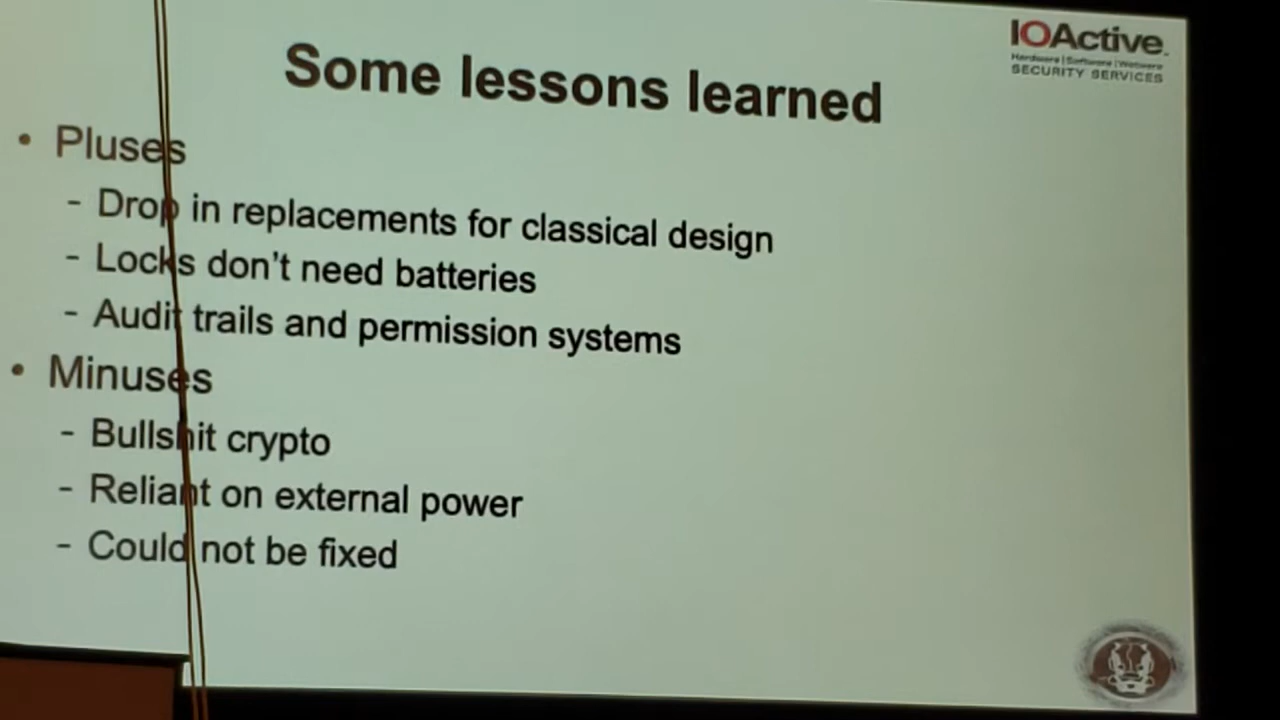 IOActive
Hardware | Software | Wetware
SECURITY SERVICES
Some lessons learned
• Pluses
- Drop in replacements for classical design
- Locks don't need batteries
- Audit trails and permission systems
• Minuses
- Bullshit crypto
- Reliant on external power
- Could not be fixed